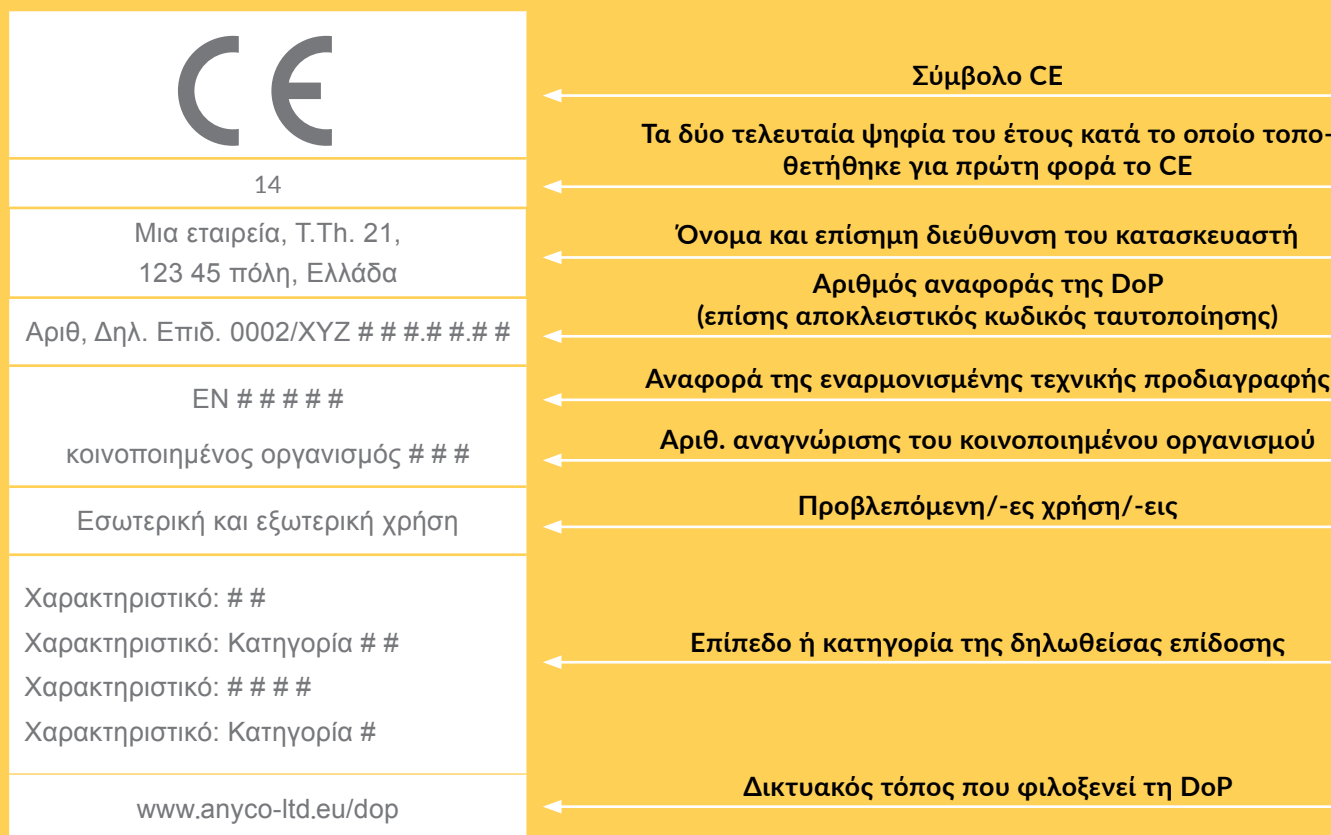 CE
Σύμβολο CE
Τα δύο τελευταία ψηφία του έτους κατά το οποίο τοπο-
θετήθηκε για πρώτη φορά το CE
14
Μια εταιρεία, T.Th. 21,
123 45 πόλη, Ελλάδα
Όνομα και επίσημη διεύθυνση του κατασκευαστή
Αριθμός αναφοράς της DoP
(επίσης αποκλειστικός κωδικός ταυτοποίησης)
Αριθ, Δηλ. Επιδ. 0002/XYZ # # #.# #.# #
Αναφορά της εναρμονισμένης τεχνικής προδιαγραφής
EN # # # # #
Αριθ. αναγνώρισης του κοινοποιημένου οργανισμού
κοινοποιημένος οργανισμός # # #
Προβλεπόμενη/-ες χρήση/-εις
Εσωτερική και εξωτερική χρήση
Χαρακτηριστικό: # #
Χαρακτηριστικό: Κατηγορία # #
Χαρακτηριστικό: # # # #
Χαρακτηριστικό: Κατηγορία #
Επίπεδο ή κατηγορία της δηλωθείσας επίδοσης
Δικτυακός τόπος που φιλοξενεί τη DoP
www.anyco-ltd.eu/dop